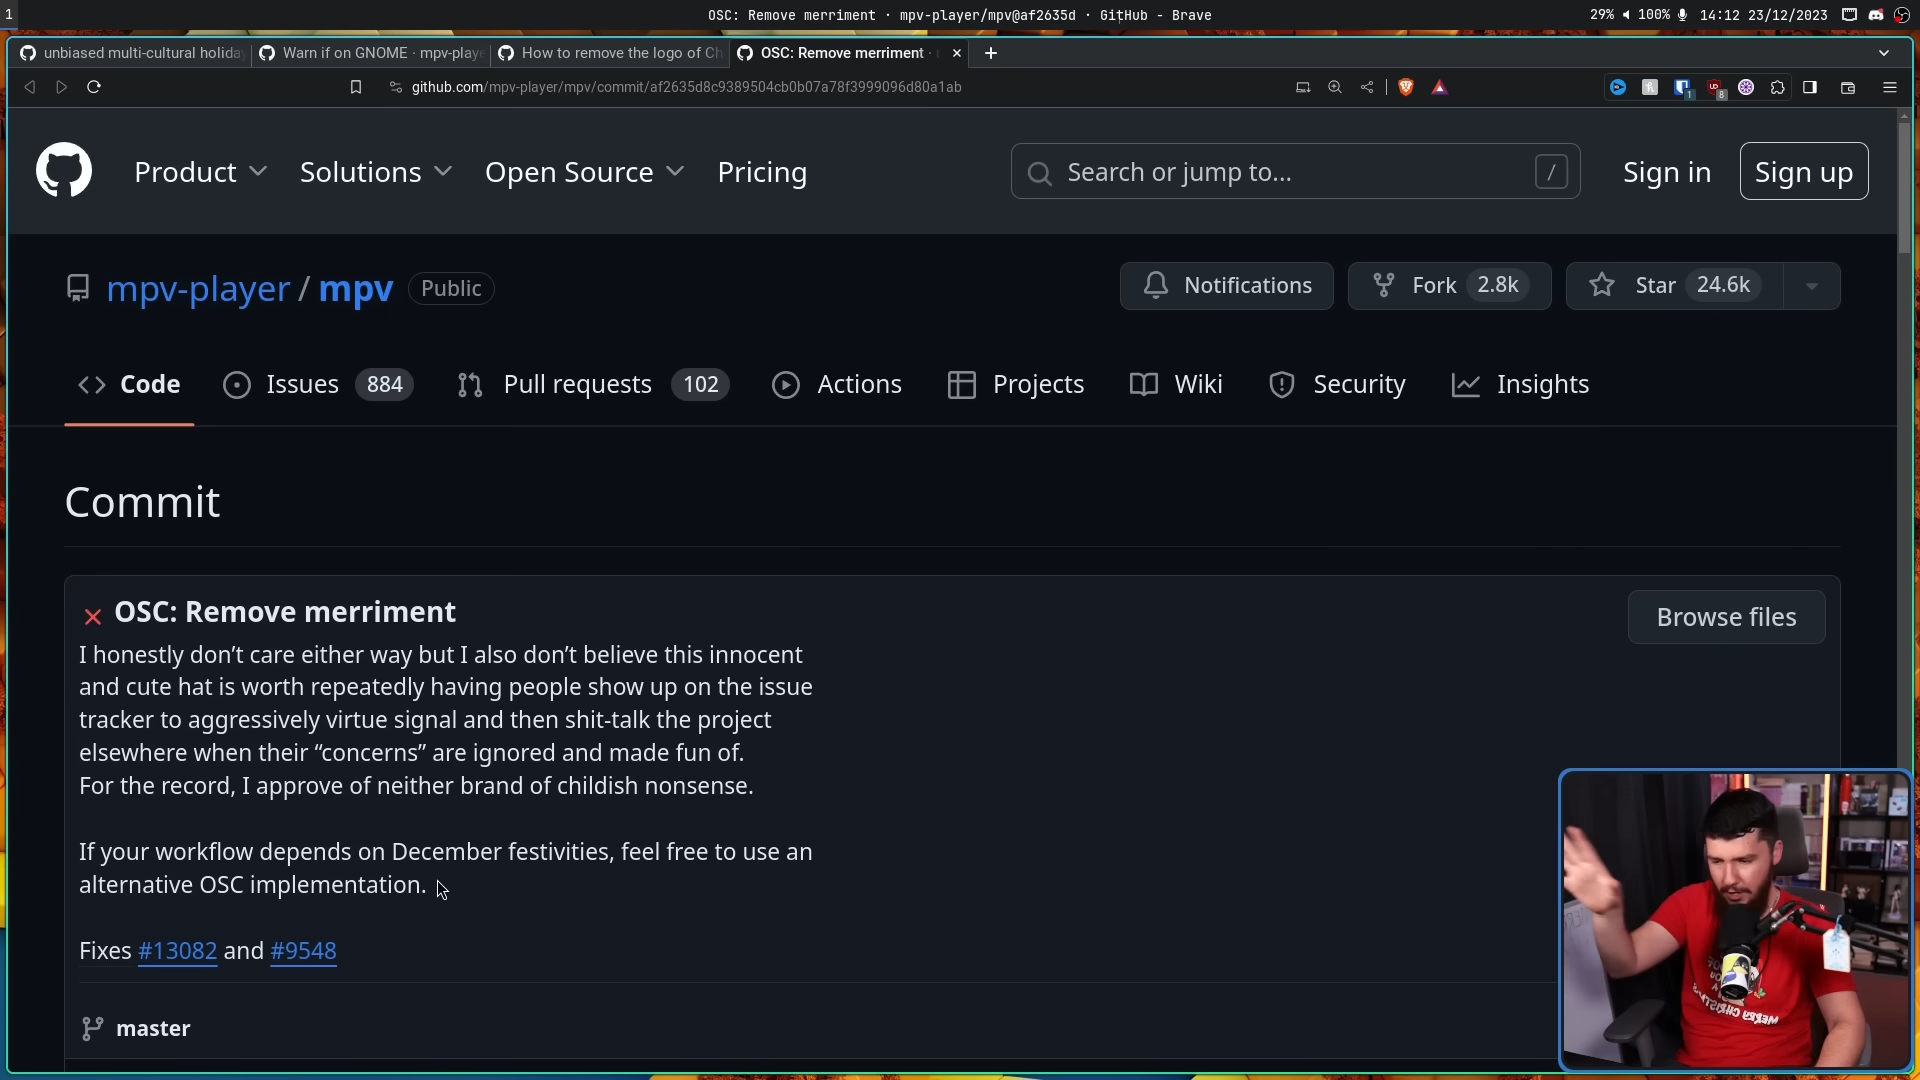 1
OSC: Remove merriment · mpv-player/mpv@af2635d · GitHub - Brave
29% 100% 14:12 23/12/2023
unbiased multi-cultural holiday
Warn if on GNOME · mpv-playe
How to remove the logo of Ch
OSC: Remove merriment ·
github.com/mpv-player/mpv/commit/af2635d8c9389504cb0b07a78f3999096d80a1ab
1
8
Product
Solutions
Open Source
Pricing
Search or jump to...
/
Sign in
Sign up
mpv-player / mpv
Public
Notifications
Fork 2.8k
Star 24.6k
Code
Issues 884
Pull requests 102
Actions
Projects
Wiki
Security
Insights
Commit
OSC: Remove merriment
Browse files
I honestly don’t care either way but I also don’t believe this innocent
and cute hat is worth repeatedly having people show up on the issue
tracker to aggressively virtue signal and then shit-talk the project
elsewhere when their “concerns” are ignored and made fun of.
For the record, I approve of neither brand of childish nonsense.
If your workflow depends on December festivities, feel free to use an
alternative OSC implementation.
Fixes #13082 and #9548
master